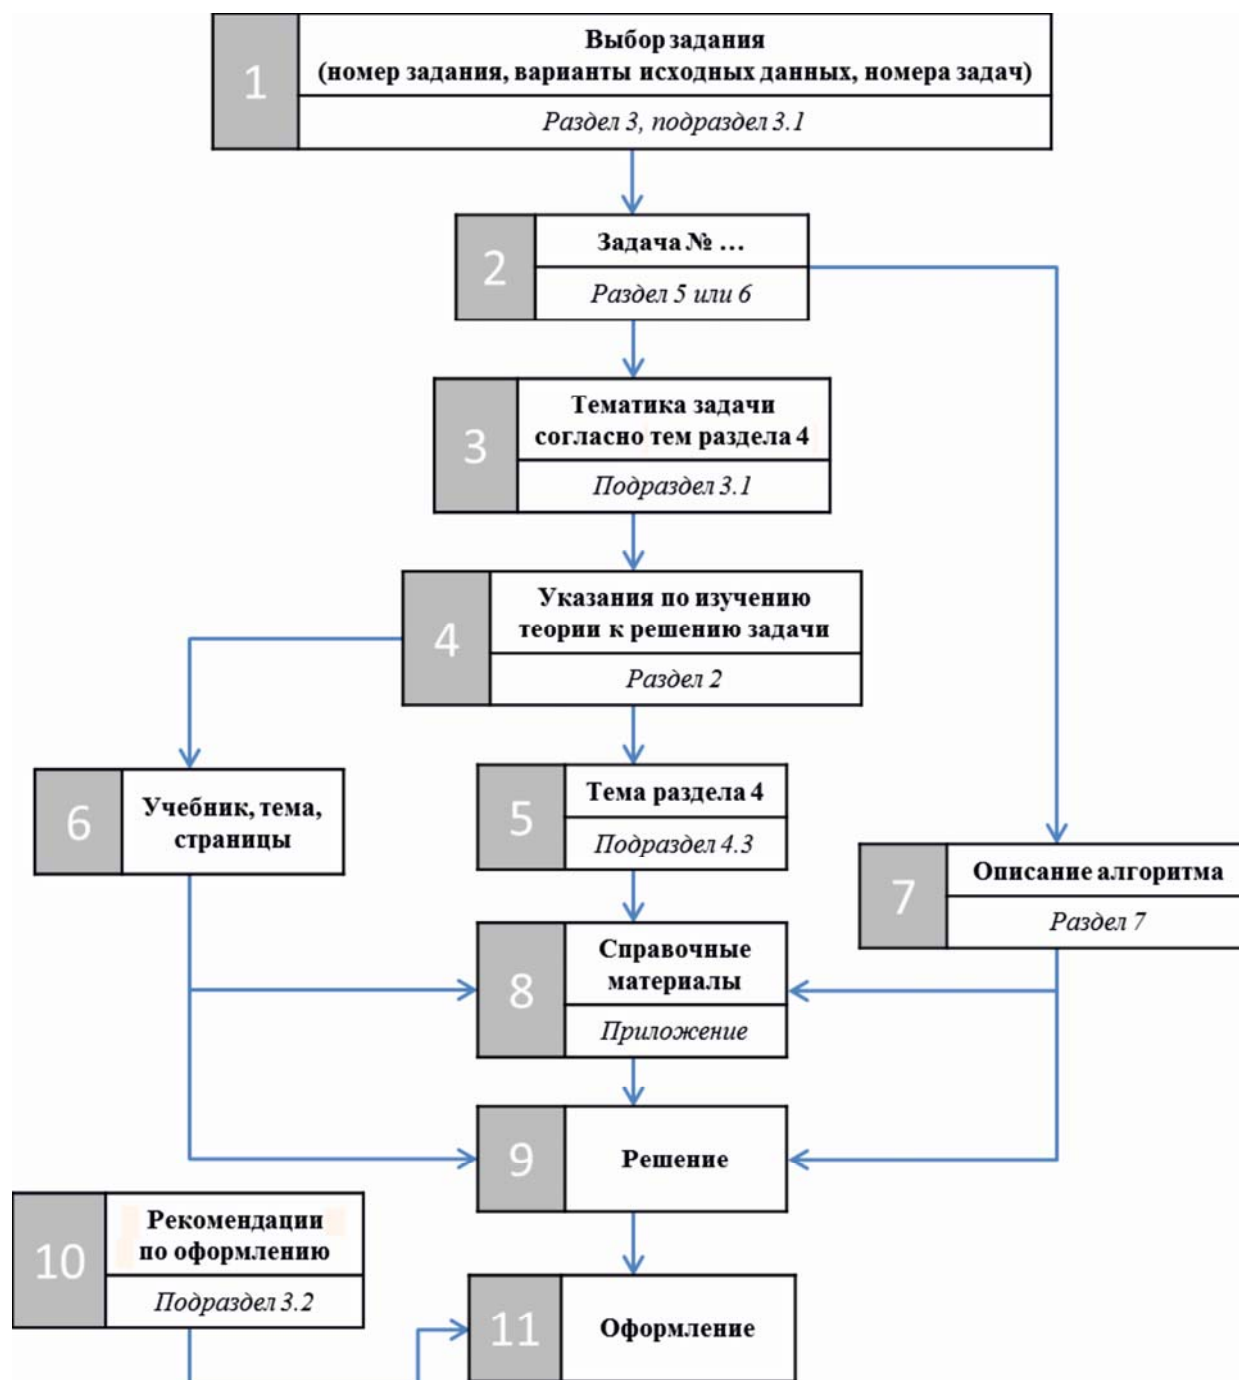 1
Выбор задания
(номер задания, варианты исходных данных, номера задач)
Раздел 3, подраздел 3.1
2
Задача № ...
Раздел 5 или 6
3
Тематика задачи
согласно тем раздела 4
Подраздел 3.1
4
Указания по изучению
теории к решению задачи
Раздел 2
6
Учебник, тема,
страницы
5
Тема раздела 4
Подраздел 4.3
7
Описание алгоритма
Раздел 7
8
Справочные
материалы
Приложение
9
Решение
10
Рекомендации
по оформлению
Подраздел 3.2
11
Оформление